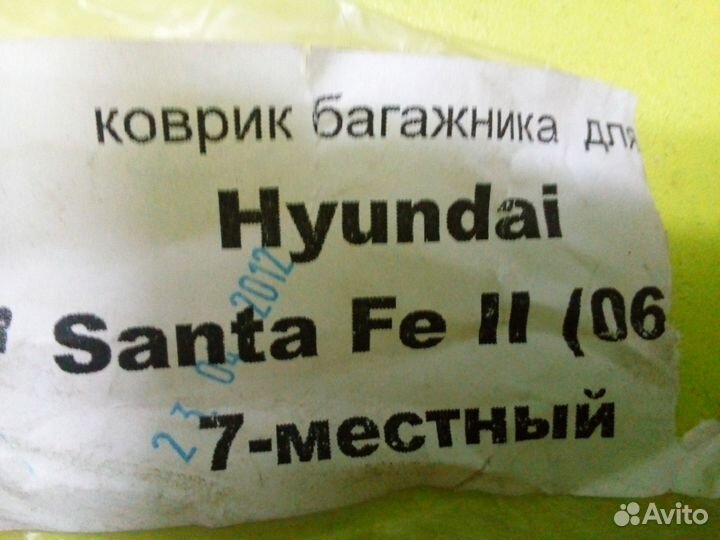 коврик багажника для
Hyundai
Santa Fe II (06
7-местный
23 04 2012
Avito